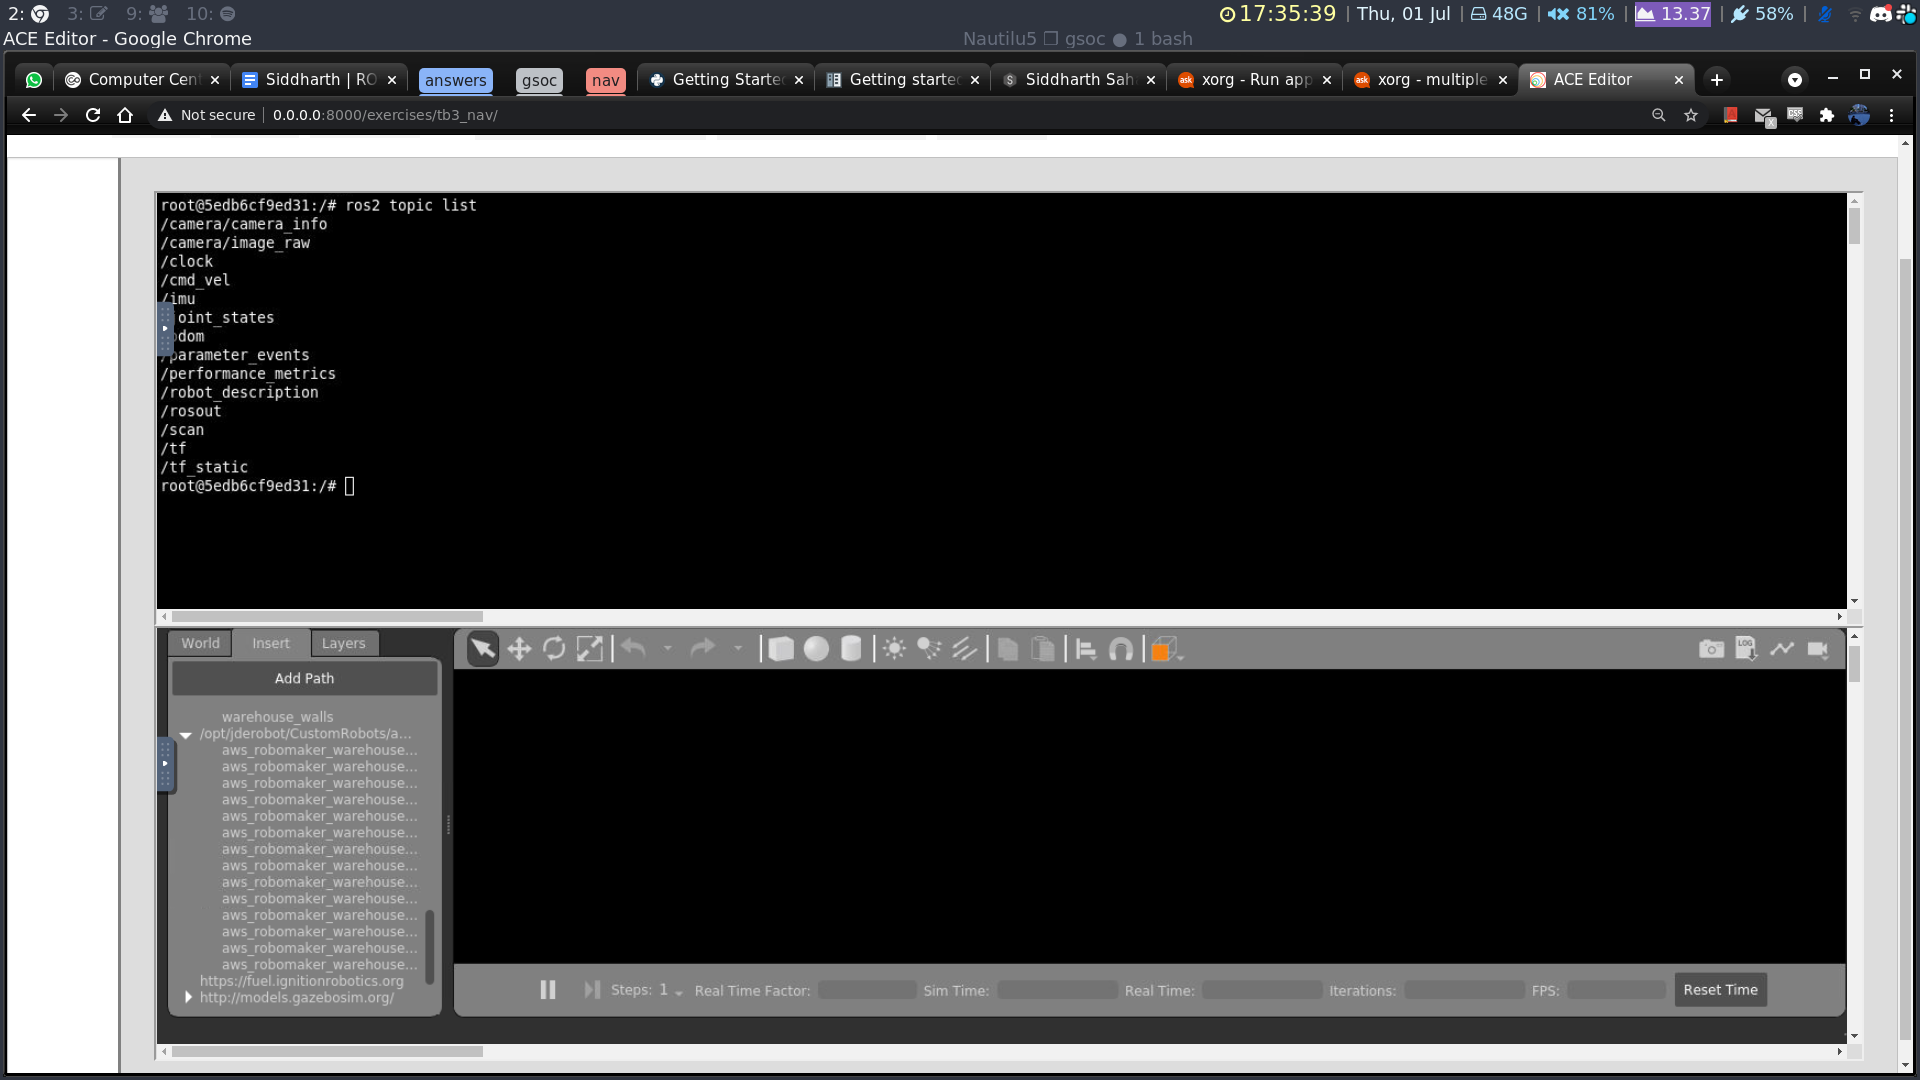 2: 3: 9: 10: 17:35:39 | Thu, 01 Jul | 48G | 81% | 13.37 | 58% |
ACE Editor - Google Chrome Nautilu5 ❐ gsoc ● 1 bash
Computer Cen Siddharth | RO answers gsoc nav Getting Starte Getting starte Siddharth Sah xorg - Run app xorg - multiple ACE Editor
Not secure | 0.0.0.0:8000/exercises/tb3_nav/
root@5edb6cf9ed31:/# ros2 topic list
/camera/camera_info
/camera/image_raw
/clock
/cmd_vel
/imu
oint_states
dom
/parameter_events
/performance_metrics
/robot_description
/rosout
/scan
/tf
/tf_static
root@5edb6cf9ed31:/#
World Insert Layers
Add Path
warehouse_walls
/opt/jderobot/CustomRobots/a...
aws_robomaker_warehouse...
aws_robomaker_warehouse...
aws_robomaker_warehouse...
aws_robomaker_warehouse...
aws_robomaker_warehouse...
aws_robomaker_warehouse...
aws_robomaker_warehouse...
aws_robomaker_warehouse...
aws_robomaker_warehouse...
aws_robomaker_warehouse...
aws_robomaker_warehouse...
aws_robomaker_warehouse...
aws_robomaker_warehouse...
aws_robomaker_warehouse...
https://fuel.ignitionrobotics.org
http://models.gazebosim.org/
LOG
Steps: 1 Real Time Factor: Sim Time: Real Time: Iterations: FPS: Reset Time